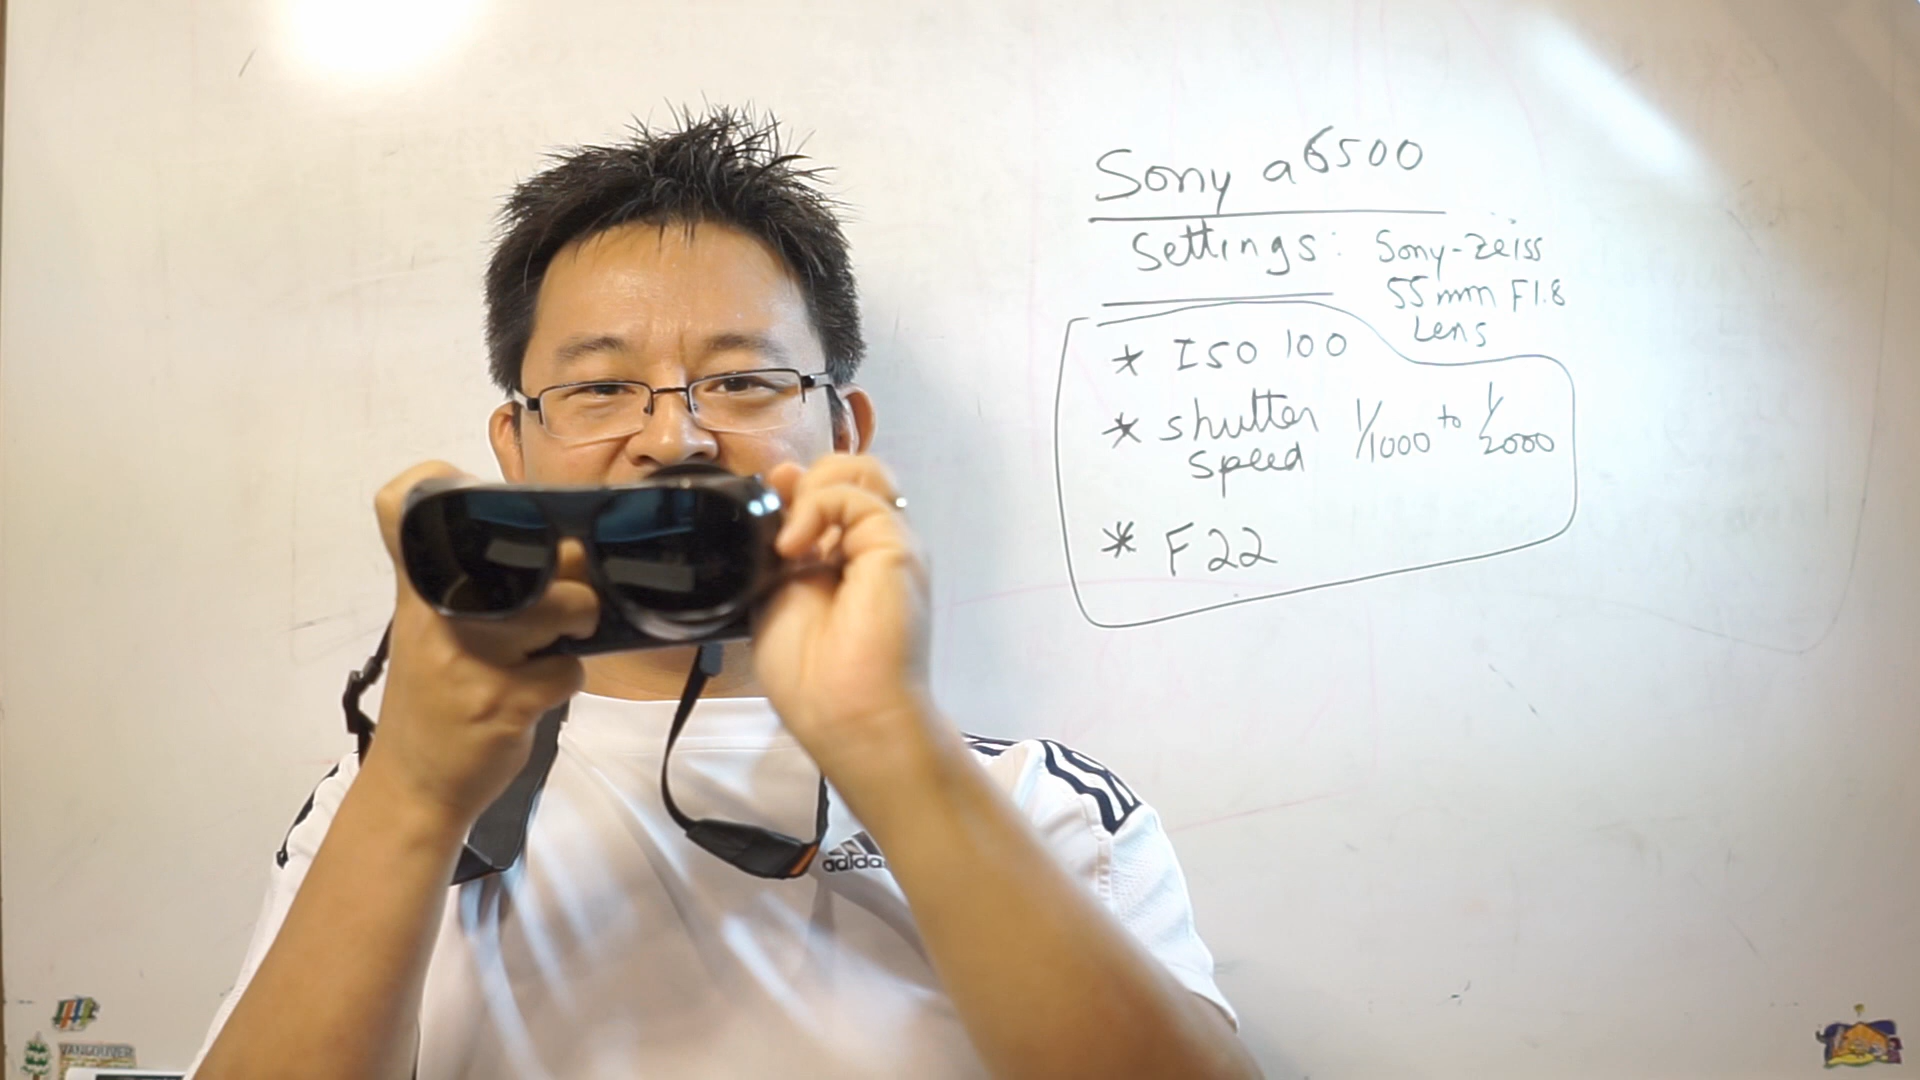 Sony a6500
Settings: Sony-Zeiss
55mm F1.8
Lens
* ISO 100
* shutter speed 1/1000 to 1/2000
* F22
adidas
VANCOUVER